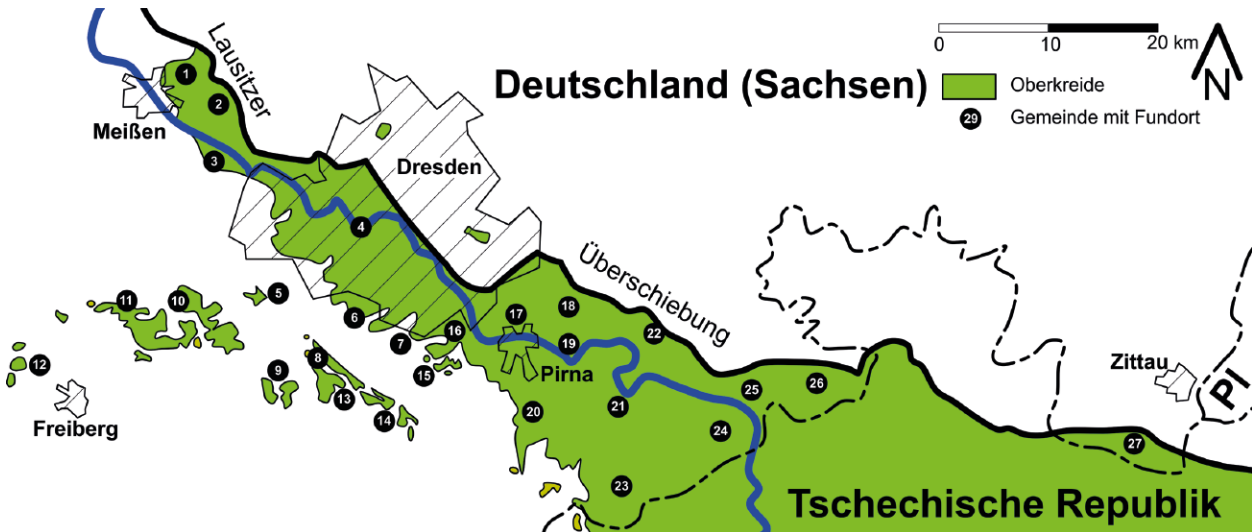 0 10 20 km
N
Deutschland (Sachsen)
Oberkreide
29 Gemeinde mit Fundort
Lausitzer
Überschiebung
Meißen
Dresden
Pirna
Freiberg
Zittau
Pl
Tschechische Republik
1
2
3
4
5
6
7
8
9
10
11
12
13
14
15
16
17
18
19
20
21
22
23
24
25
26
27